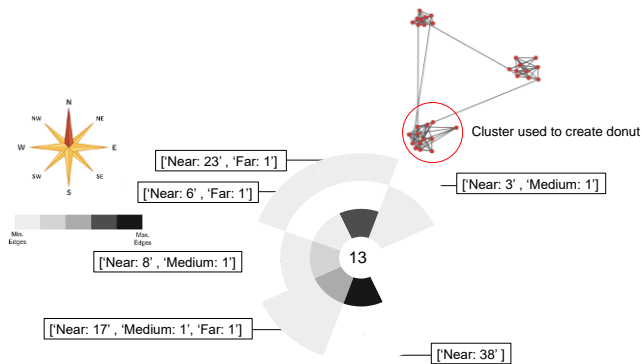 Cluster used to create donut
N
NW
NE
W
E
SW
SE
S
['Near: 23' , 'Far: 1']
['Near: 6' , 'Far: 1']
['Near: 3' , 'Medium: 1']
Min. Edges
Max. Edges
['Near: 8' , 'Medium: 1']
13
['Near: 17' , 'Medium: 1', 'Far: 1']
['Near: 38' ]